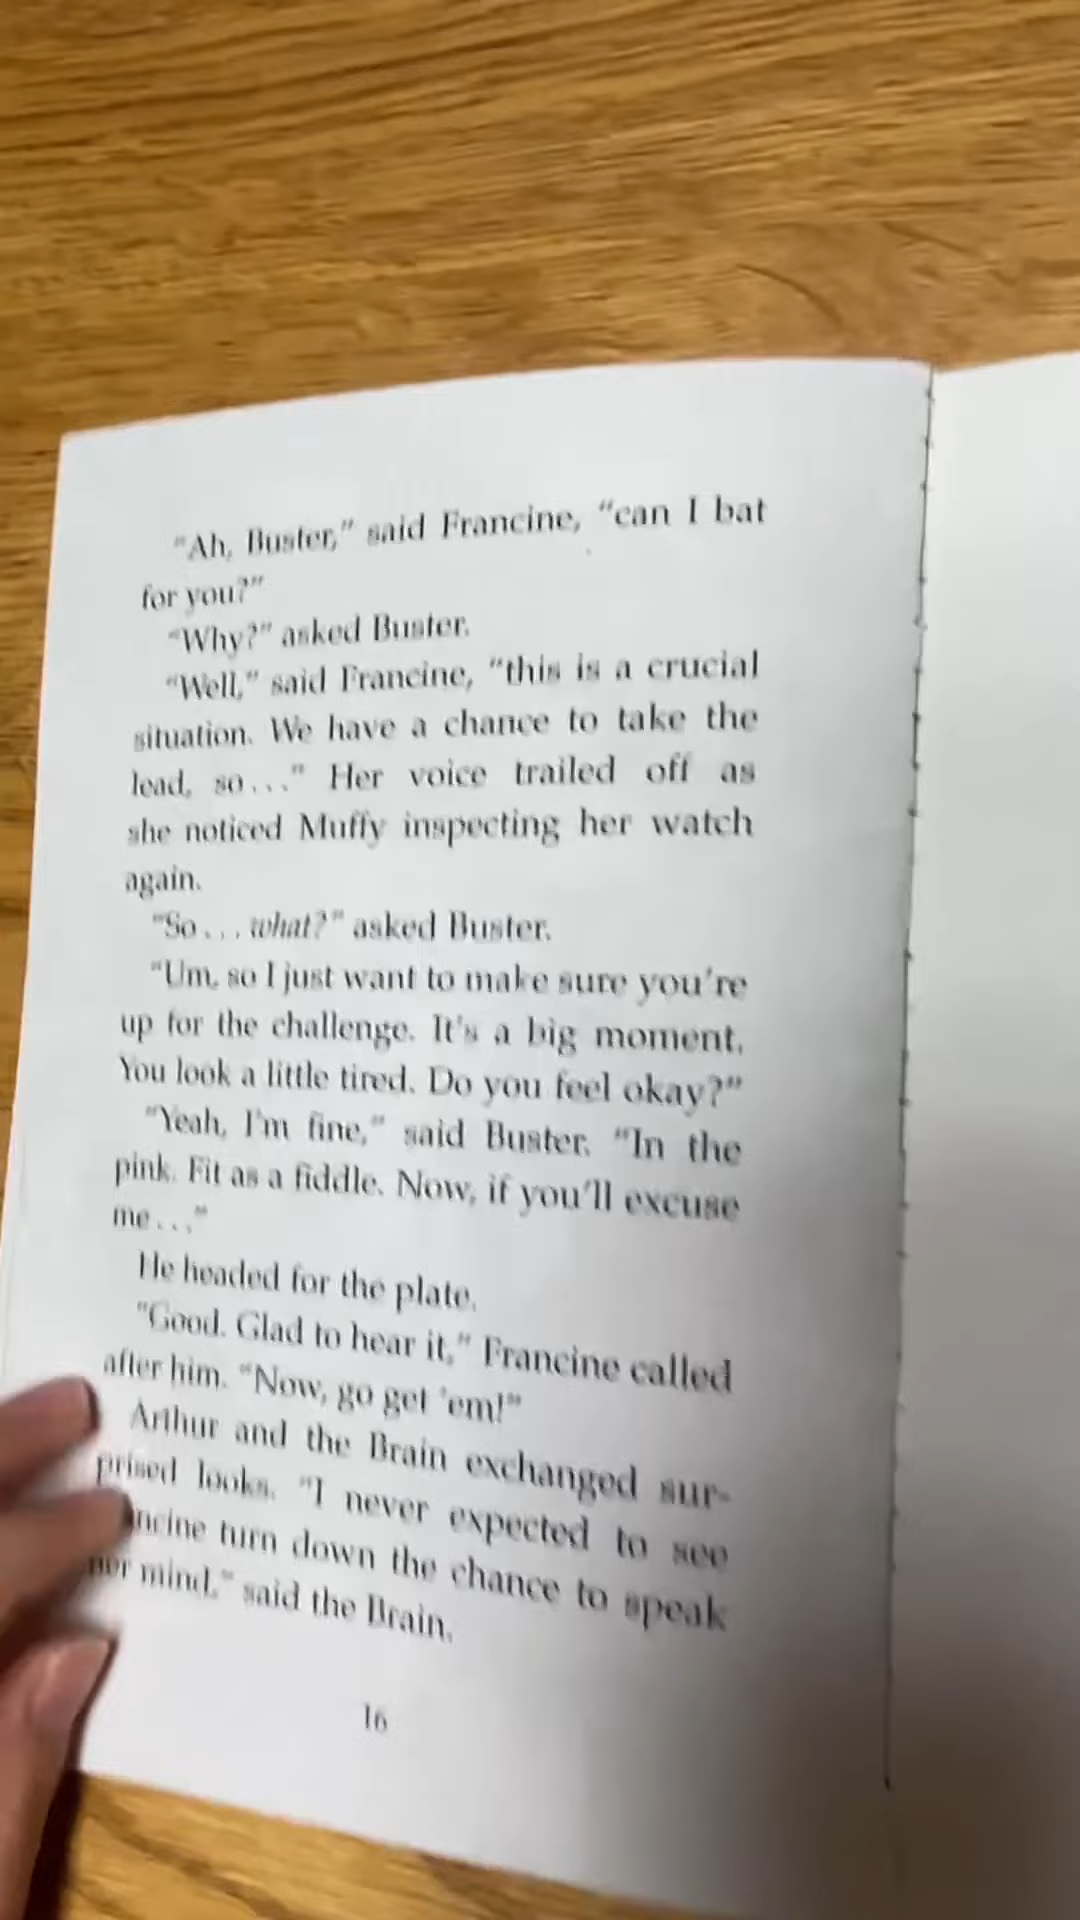 "Ah, Buster," said Francine, "can I bat
for you?"
"Why?" asked Buster.
"Well," said Francine, "this is a crucial
situation. We have a chance to take the
lead, so . . ." Her voice trailed off as
she noticed Muffy inspecting her watch
again.
"So . . . what?" asked Buster.
"Um, so I just want to make sure you're
up for the challenge. It's a big moment.
You look a little tired. Do you feel okay?"
"Yeah, I'm fine," said Buster. "In the
pink. Fit as a fiddle. Now, if you'll excuse
me . . ."
He headed for the plate.
"Good. Glad to hear it," Francine called
after him. "Now, go get 'em!"
Arthur and the Brain exchanged sur-
prised looks. "I never expected to see
ncine turn down the chance to speak
her mind," said the Brain.
16